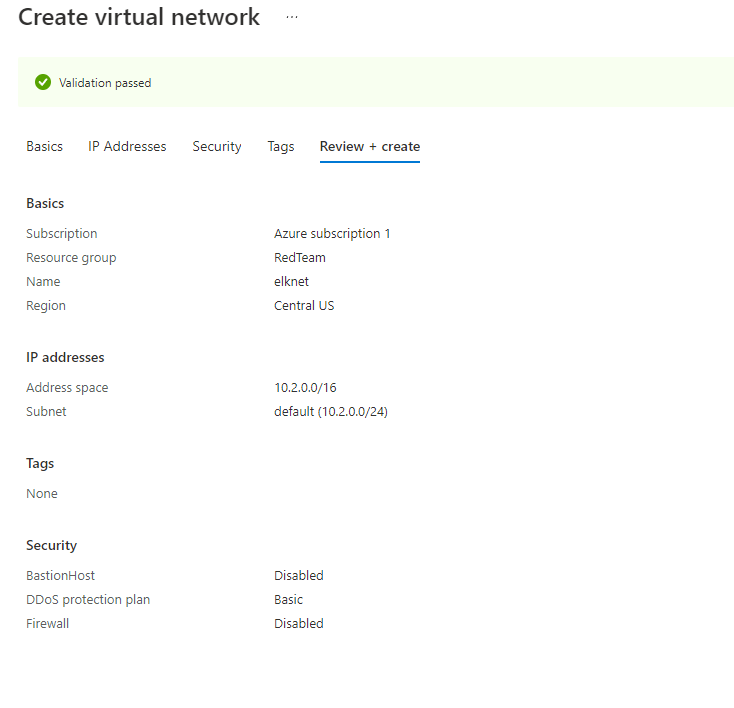 Create virtual network ...
Validation passed
Basics IP Addresses Security Tags Review + create
Basics
Subscription Azure subscription 1
Resource group RedTeam
Name elknet
Region Central US
IP addresses
Address space 10.2.0.0/16
Subnet default (10.2.0.0/24)
Tags
None
Security
BastionHost Disabled
DDoS protection plan Basic
Firewall Disabled